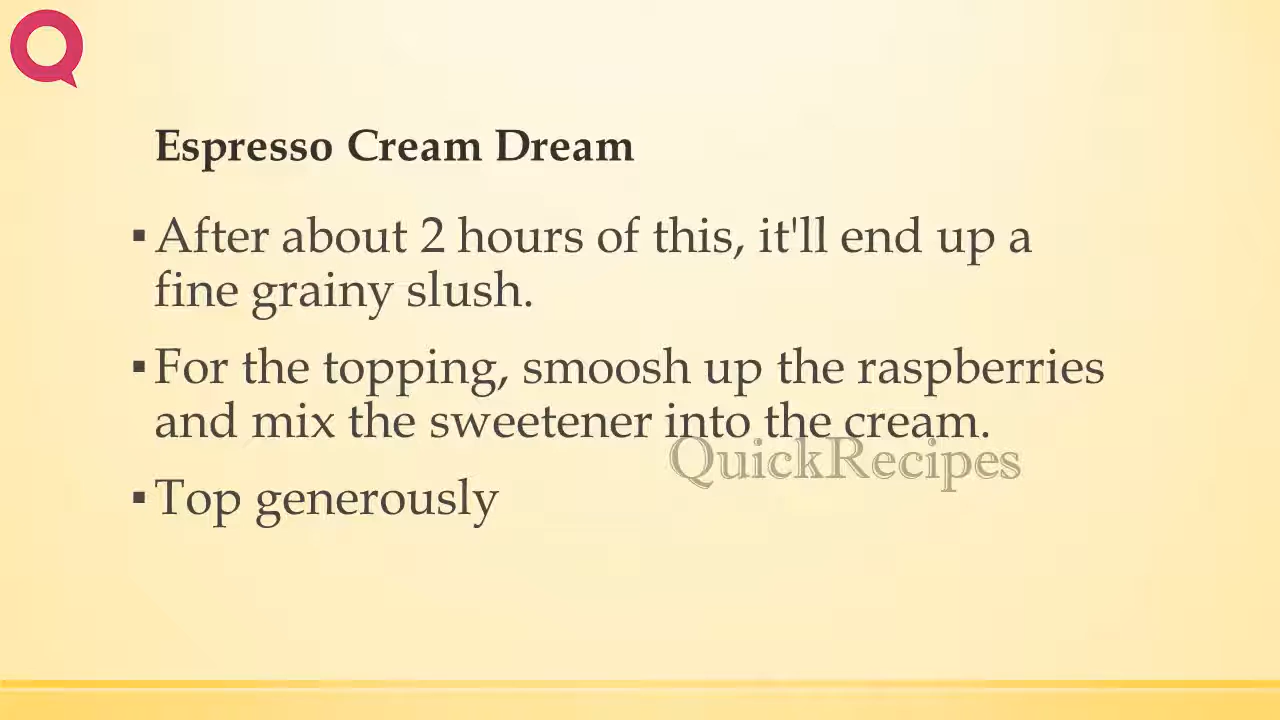 Espresso Cream Dream
▪After about 2 hours of this, it'll end up a
fine grainy slush.
▪For the topping, smoosh up the raspberries
and mix the sweetener into the cream.
QuickRecipes
▪Top generously